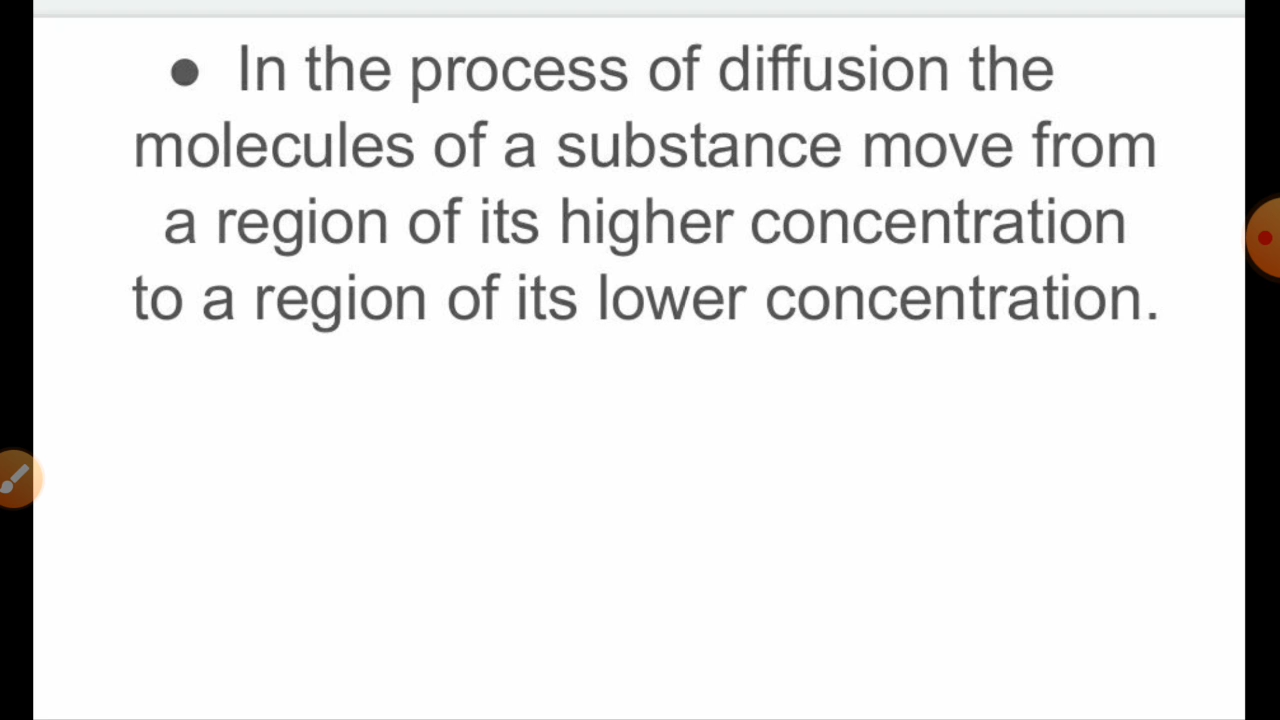 ● In the process of diffusion the
molecules of a substance move from
a region of its higher concentration
to a region of its lower concentration.